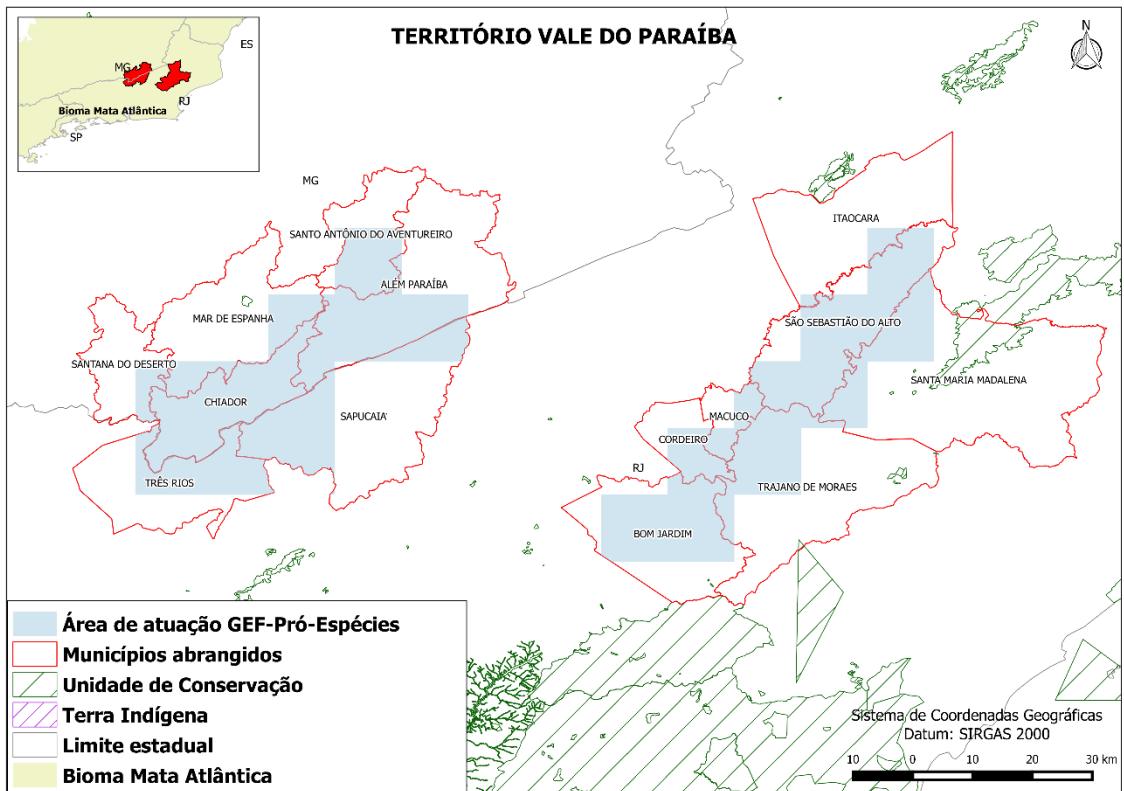 TERRITÓRIO VALE DO PARAÍBA
N
ES
MG
RJ
Bioma Mata Atlântica
SP
MG
ITAOCARA
SANTO ANTÔNIO DO AVENTUREIRO
ALÉM PARAÍBA
MAR DE ESPANHA
SÃO SEBASTIÃO DO ALTO
SANTANA DO DESERTO
SANTA MARIA MADALENA
CHIADOR
SAPUCAIA
MACUCO
CORDEIRO
RJ
TRÊS RIOS
TRAJANO DE MORAES
BOM JARDIM
Área de atuação GEF-Pró-Espécies
Municípios abrangidos
Unidade de Conservação
Terra Indígena
Limite estadual
Bioma Mata Atlântica
Sistema de Coordenadas Geográficas
Datum: SIRGAS 2000
10 0 10 20 30 km